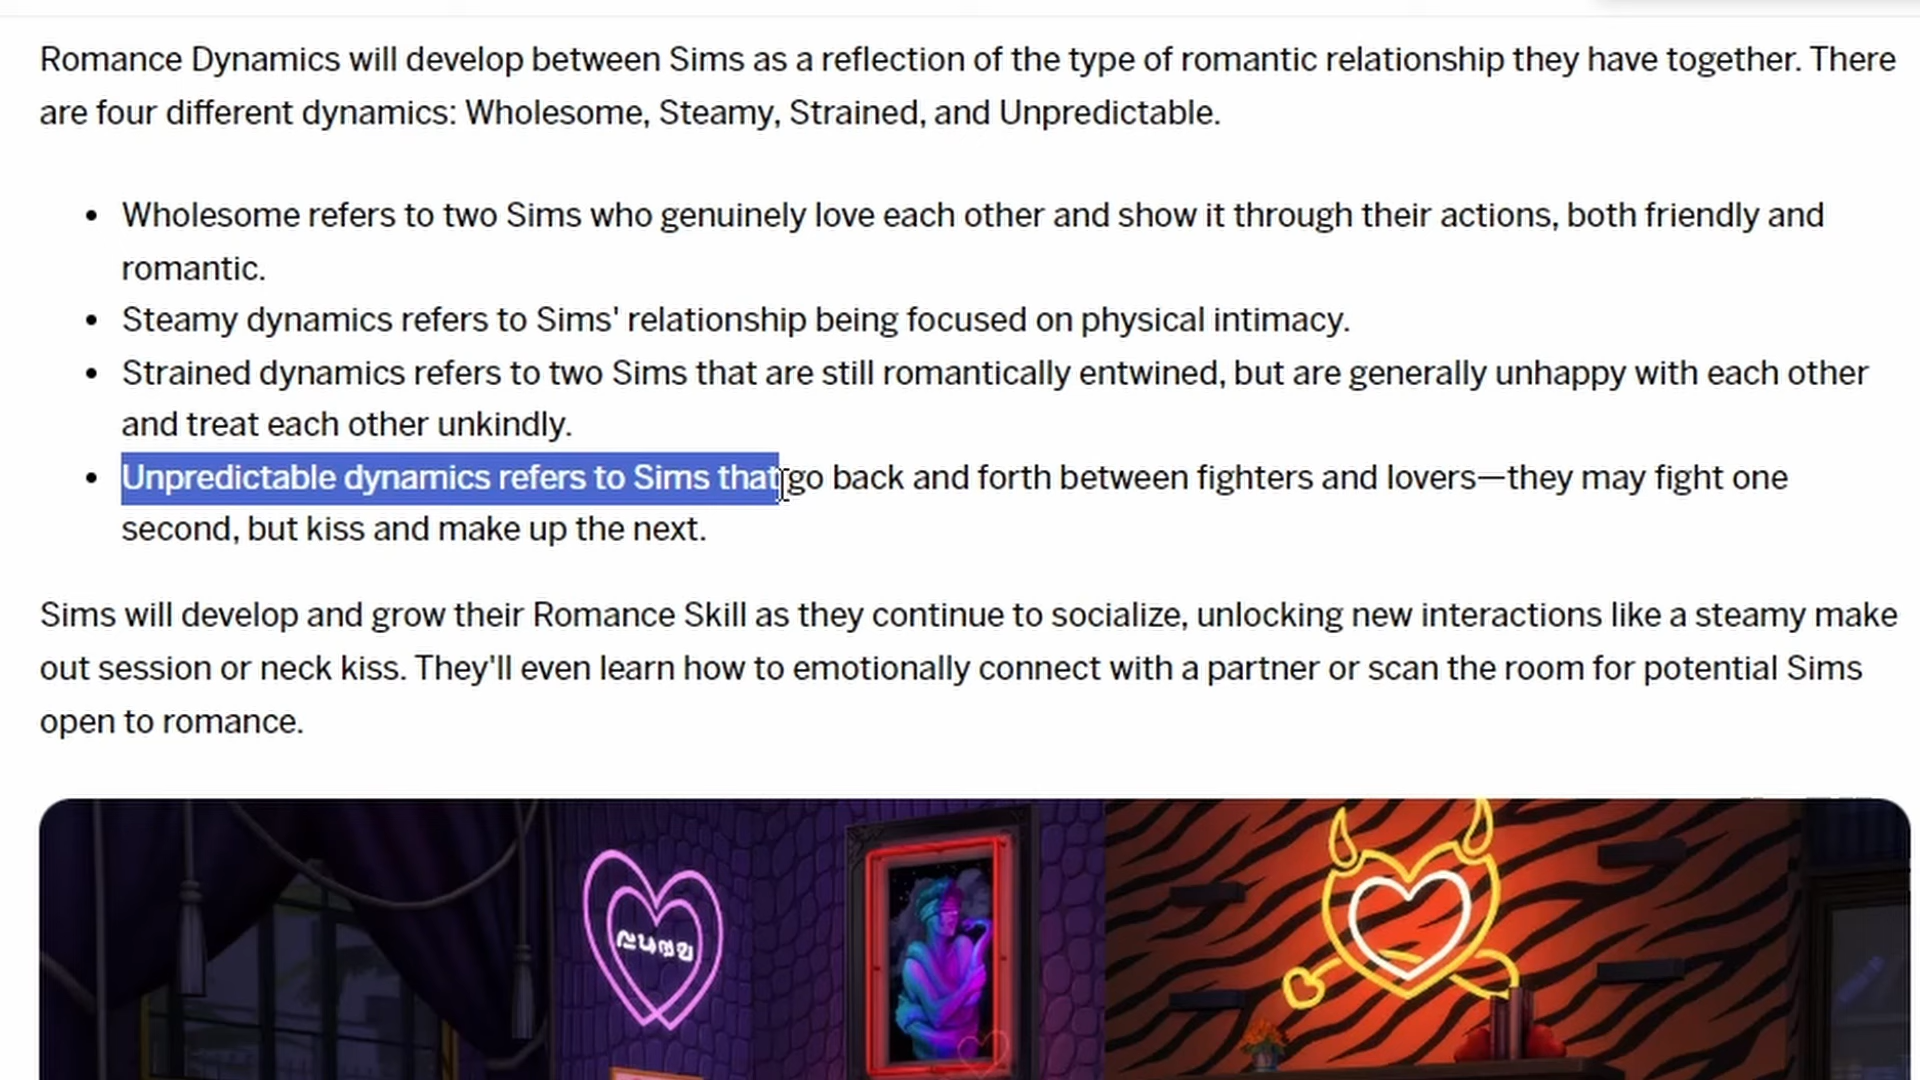 Romance Dynamics will develop between Sims as a reflection of the type of romantic relationship they have together. There
are four different dynamics: Wholesome, Steamy, Strained, and Unpredictable.
• Wholesome refers to two Sims who genuinely love each other and show it through their actions, both friendly and
romantic.
• Steamy dynamics refers to Sims' relationship being focused on physical intimacy.
• Strained dynamics refers to two Sims that are still romantically entwined, but are generally unhappy with each other
and treat each other unkindly.
• Unpredictable dynamics refers to Sims that go back and forth between fighters and lovers—they may fight one
second, but kiss and make up the next.
Sims will develop and grow their Romance Skill as they continue to socialize, unlocking new interactions like a steamy make
out session or neck kiss. They'll even learn how to emotionally connect with a partner or scan the room for potential Sims
open to romance.